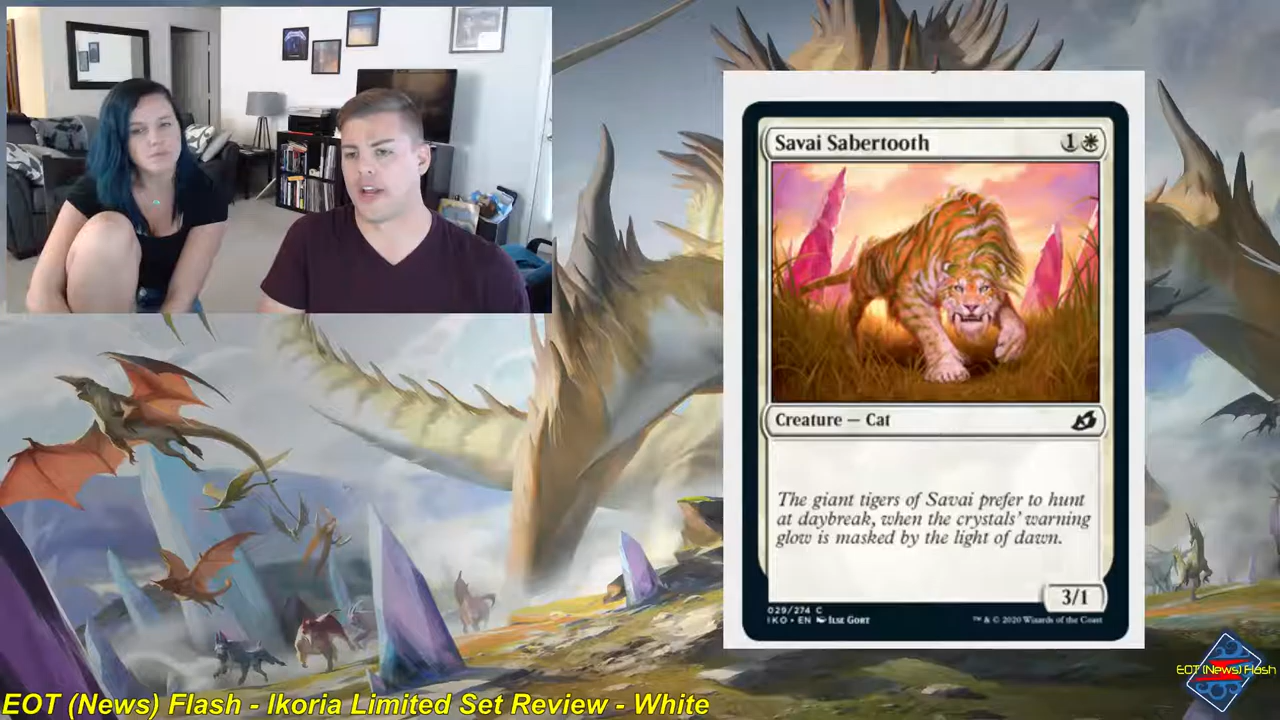 Savai Sabertooth 1
Creature — Cat
The giant tigers of Savai prefer to hunt
at daybreak, when the crystals' warning
glow is masked by the light of dawn.
3/1
029/274 C
IKO • EN Ilse Gort
™ & © 2020 Wizards of the Coast
EOT (News) Flash
EOT (News) Flash - Ikoria Limited Set Review - White